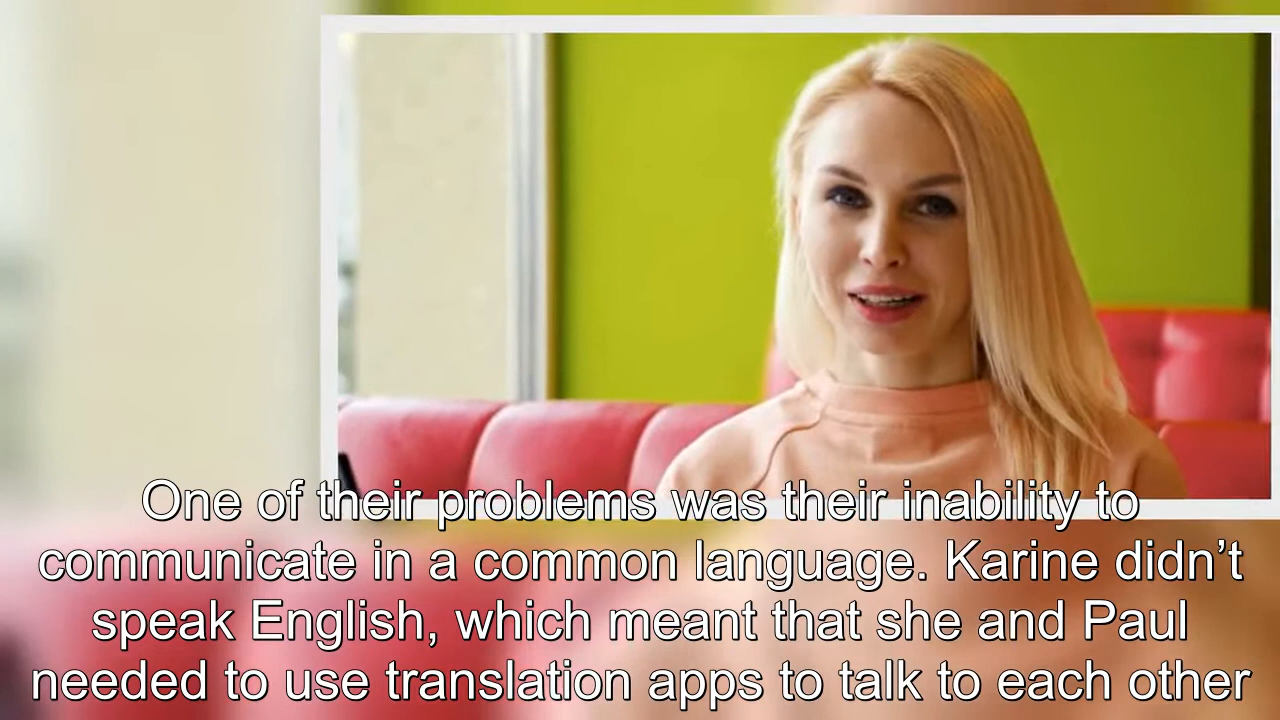 One of their problems was their inability to
communicate in a common language. Karine didn’t
speak English, which meant that she and Paul
needed to use translation apps to talk to each other